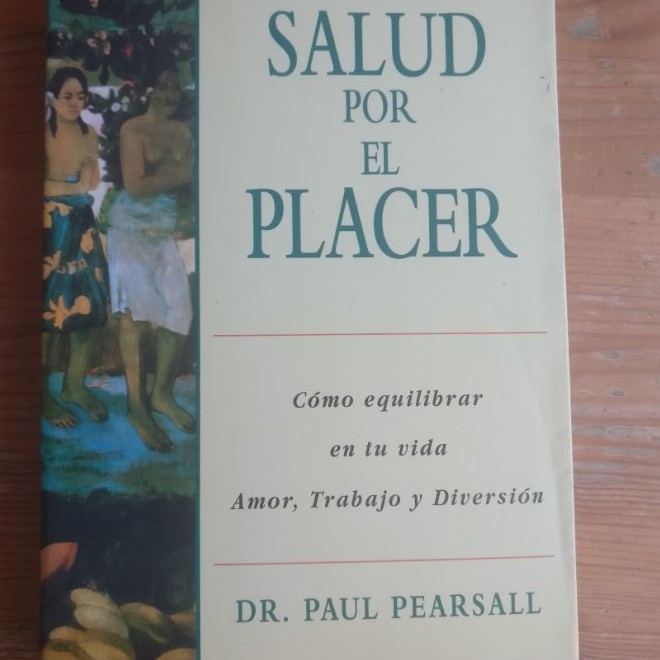 SALUD
POR
EL
PLACER
Cómo equilibrar
en tu vida
Amor, Trabajo y Diversión
DR. PAUL PEARSALL